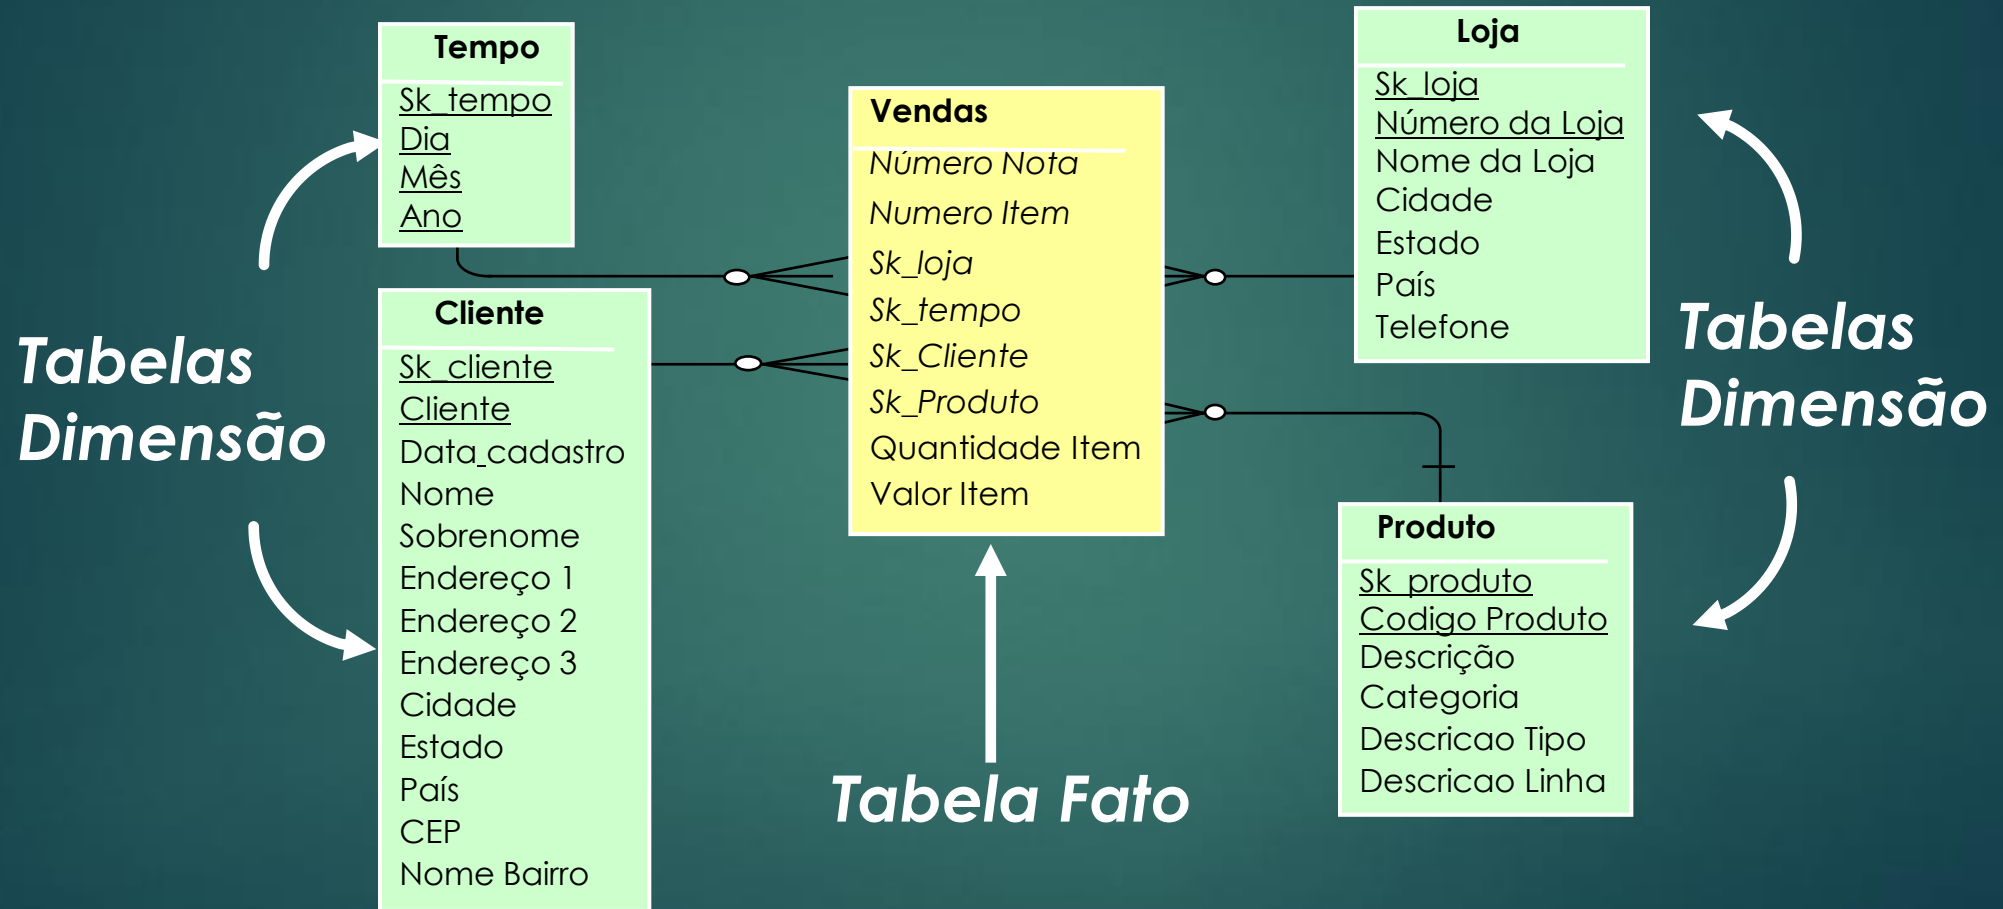 Tempo
Sk_tempo
Dia
Mês
Ano
Cliente
Sk_cliente
Cliente
Data_cadastro
Nome
Sobrenome
Endereço 1
Endereço 2
Endereço 3
Cidade
Estado
País
CEP
Nome Bairro
Tabelas
Dimensão
Vendas
Número Nota
Numero Item
Sk_loja
Sk_tempo
Sk_Cliente
Sk_Produto
Quantidade Item
Valor Item
Tabela Fato
Loja
Sk_loja
Número da Loja
Nome da Loja
Cidade
Estado
País
Telefone
Produto
Sk_produto
Codigo Produto
Descrição
Categoria
Descricao Tipo
Descricao Linha
Tabelas
Dimensão